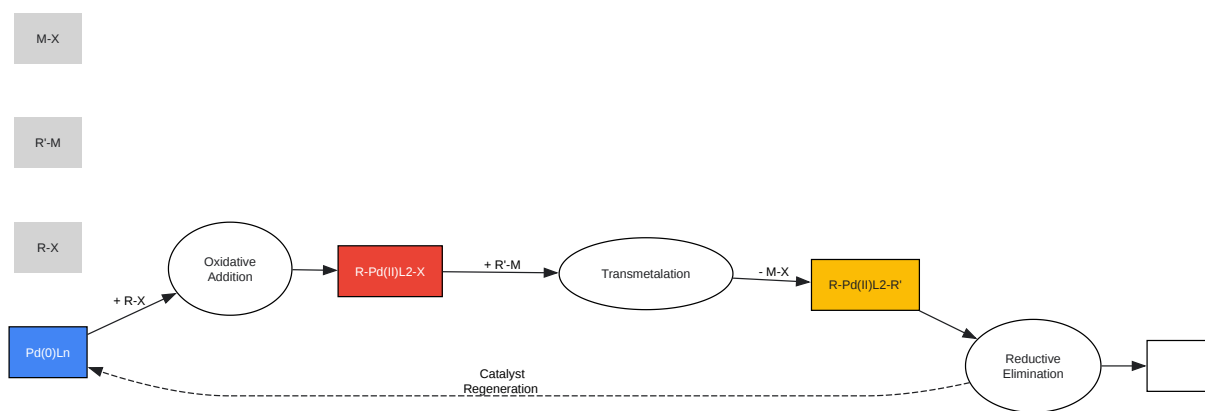 M-X
R'-M
R-X
Pd(0)Ln
+ R-X
Oxidative
Addition
R-Pd(II)L2-X
+ R'-M
Transmetalation
- M-X
R-Pd(II)L2-R'
Reductive
Elimination
Catalyst
Regeneration